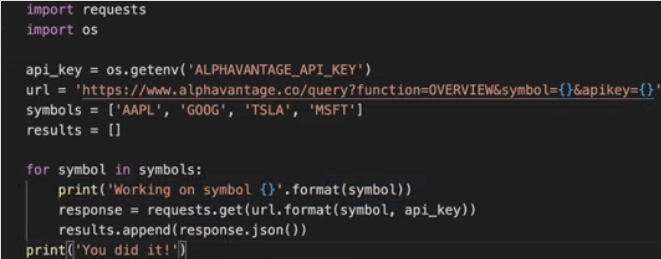 import requests
import os
api_key = os.getenv('ALPHAVANTAGE_API_KEY')
url = 'https://www.alphavantage.co/query?function=OVERVIEW&symbol={}&apikey={}'
symbols = ['AAPL', 'GOOG', 'TSLA', 'MSFT']
results = []
for symbol in symbols:
    print('Working on symbol {}'.format(symbol))
    response = requests.get(url.format(symbol, api_key))
    results.append(response.json())
print('You did it!')